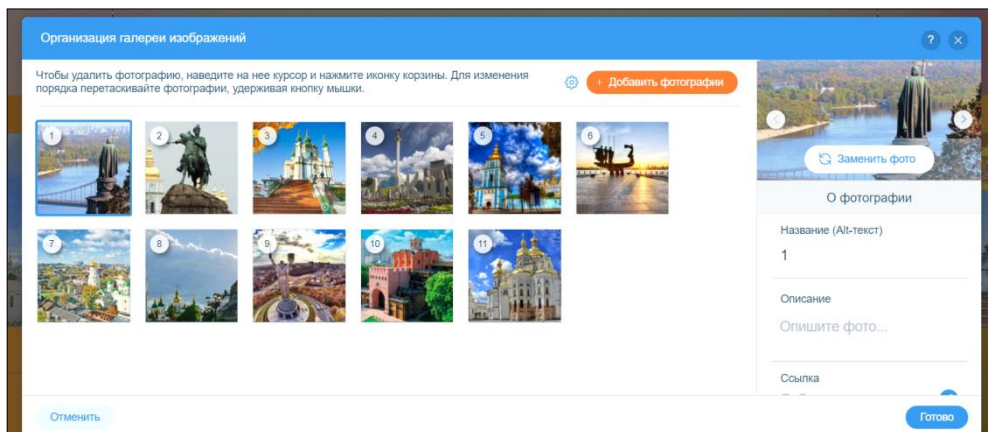 Организация галереи изображений
?
Чтобы удалить фотографию, наведите на нее курсор и нажмите иконку корзины. Для изменения
порядка перетаскивайте фотографии, удерживая кнопку мышки.
+ Добавить фотографии
1
2
3
4
5
6
7
8
9
10
11
Заменить фото
О фотографии
Название (Alt-текст)
1
Описание
Опишите фото...
Ссылка
Отменить
Готово